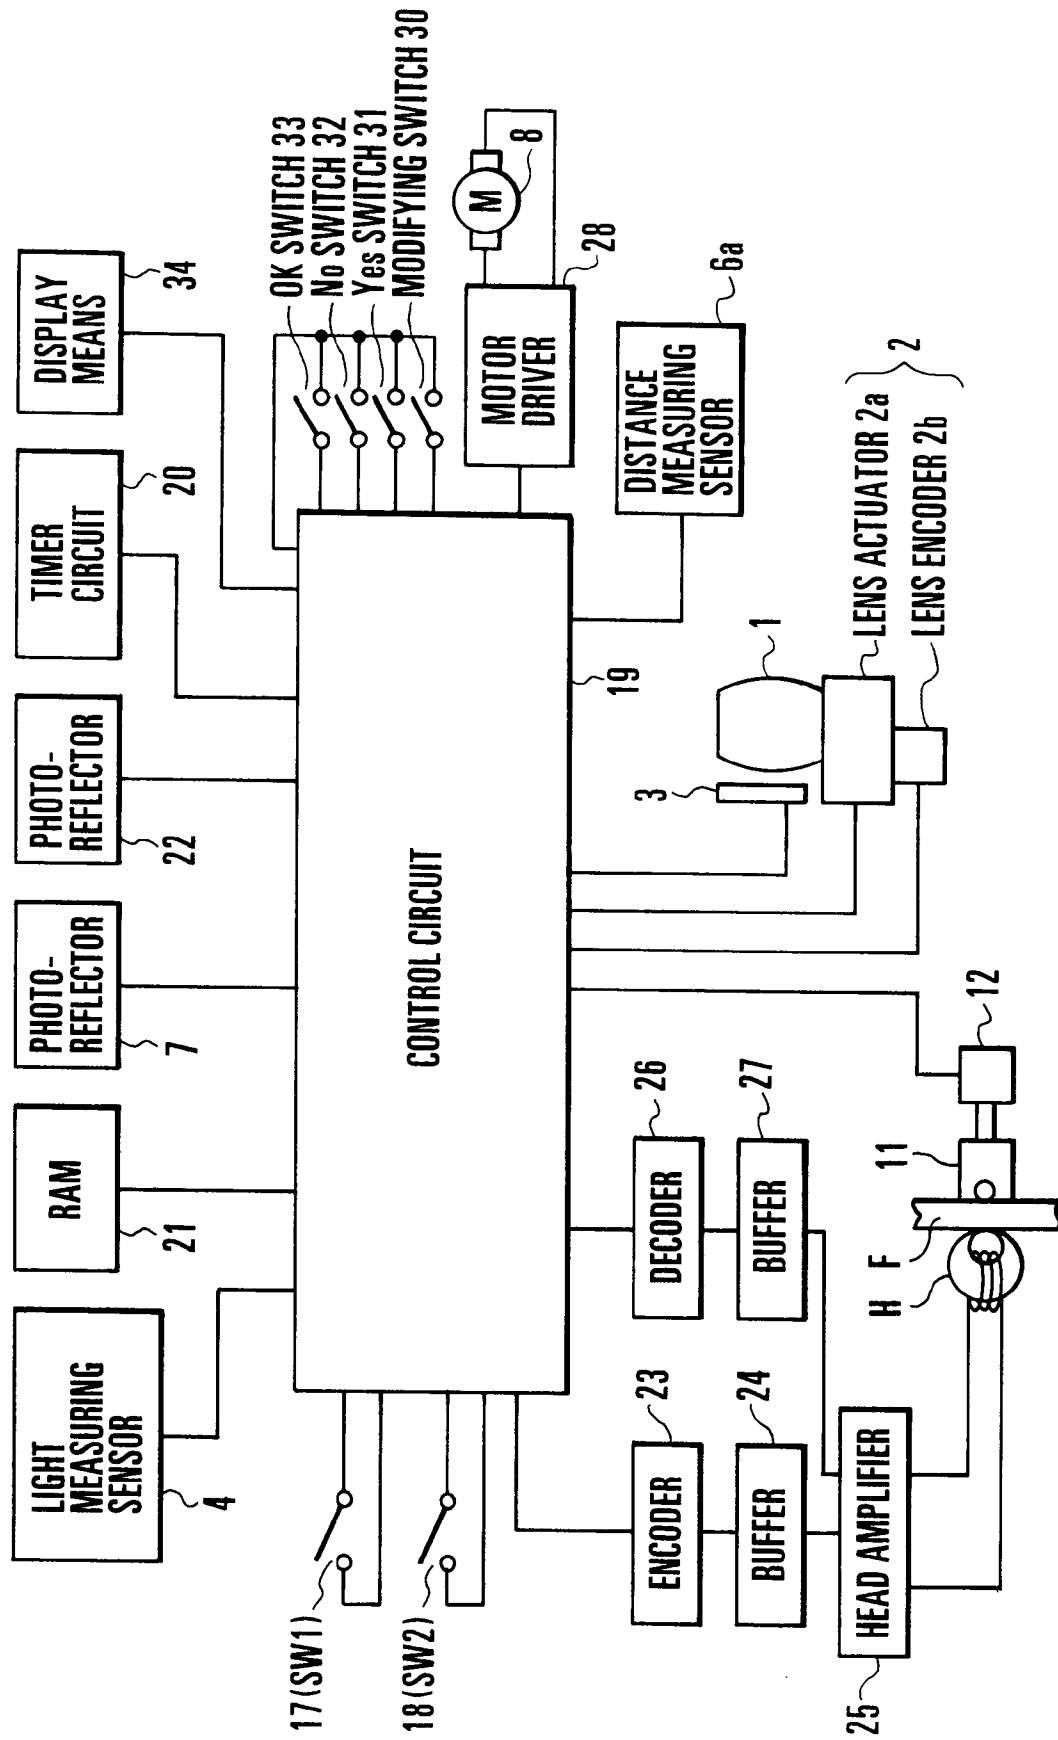 LIGHT
MEASURING
SENSOR
4
RAM
21
PHOTO-
REFLECTOR
7
PHOTO-
REFLECTOR
22
TIMER
CIRCUIT
20
DISPLAY
MEANS
34
17(SW1)
18(SW2)
CONTROL CIRCUIT
19
OK SWITCH 33
No SWITCH 32
Yes SWITCH 31
MODIFYING SWITCH 30
M
8
MOTOR
DRIVER
28
DISTANCE
MEASURING
SENSOR
6a
ENCODER
23
BUFFER
24
HEAD AMPLIFIER
25
DECODER
26
BUFFER
27
H
F
11
12
3
1
LENS ACTUATOR 2a
LENS ENCODER 2b
2